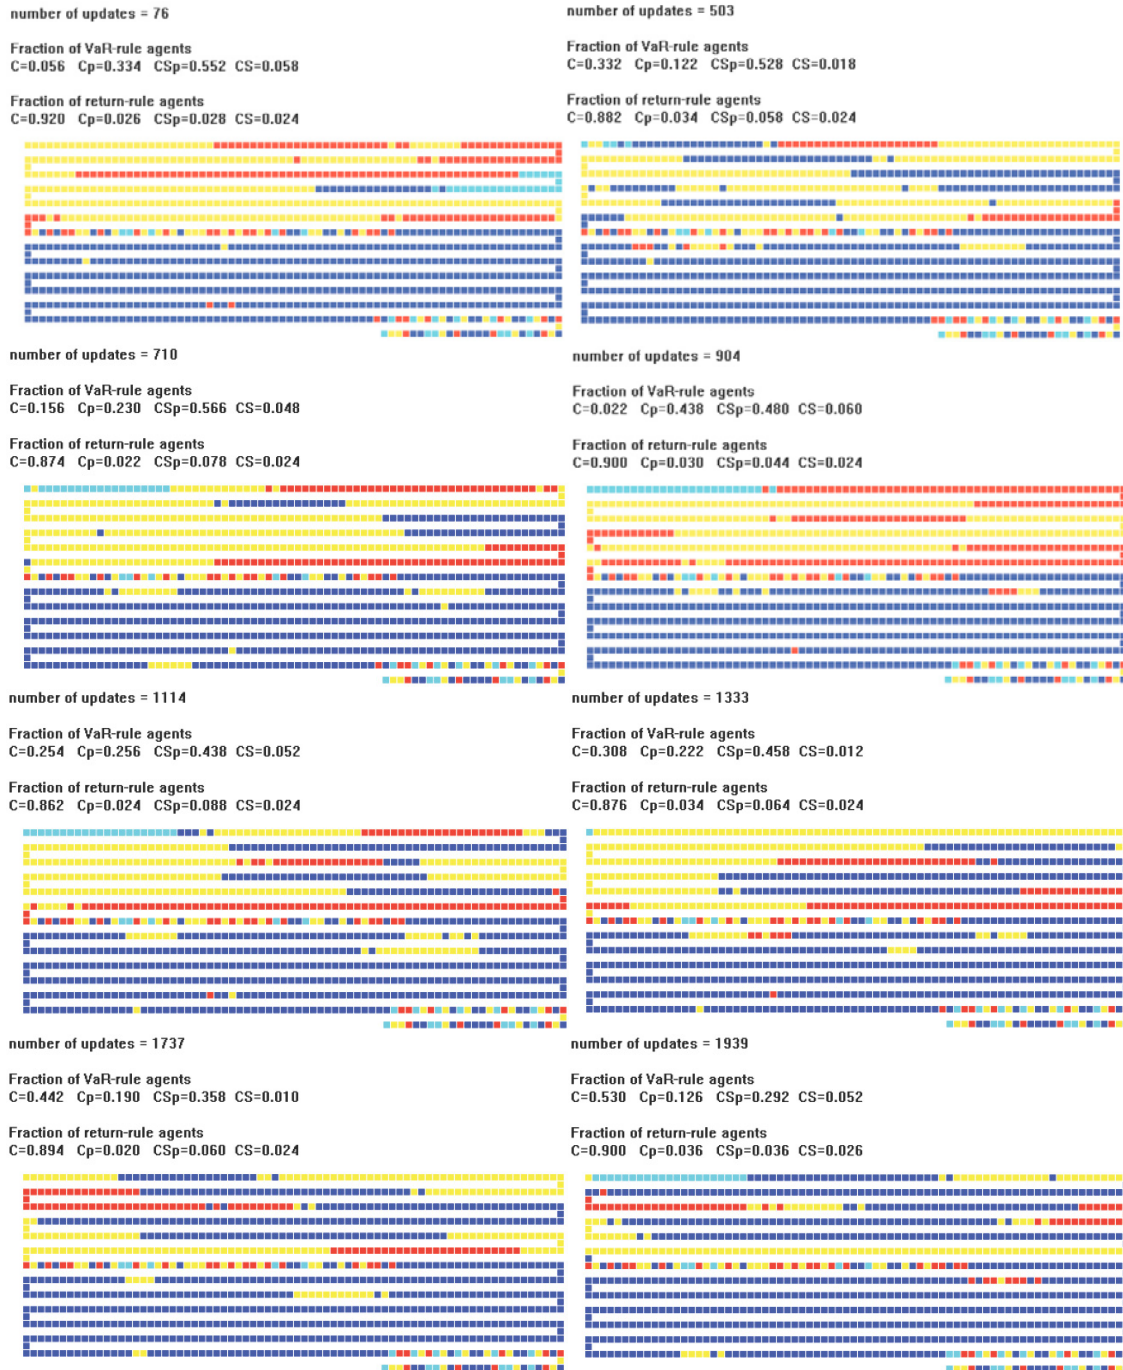 number of updates = 76
Fraction of VaR-rule agents
C=0.056 Cp=0.334 CSp=0.552 CS=0.058
Fraction of return-rule agents
C=0.920 Cp=0.026 CSp=0.028 CS=0.024
number of updates = 503
Fraction of VaR-rule agents
C=0.332 Cp=0.122 CSp=0.528 CS=0.018
Fraction of return-rule agents
C=0.882 Cp=0.034 CSp=0.058 CS=0.024
number of updates = 710
Fraction of VaR-rule agents
C=0.156 Cp=0.230 CSp=0.566 CS=0.048
Fraction of return-rule agents
C=0.874 Cp=0.022 CSp=0.078 CS=0.024
number of updates = 904
Fraction of VaR-rule agents
C=0.022 Cp=0.438 CSp=0.480 CS=0.060
Fraction of return-rule agents
C=0.900 Cp=0.030 CSp=0.044 CS=0.024
number of updates = 1114
Fraction of VaR-rule agents
C=0.254 Cp=0.256 CSp=0.438 CS=0.052
Fraction of return-rule agents
C=0.862 Cp=0.024 CSp=0.088 CS=0.024
number of updates = 1333
Fraction of VaR-rule agents
C=0.308 Cp=0.222 CSp=0.458 CS=0.012
Fraction of return-rule agents
C=0.876 Cp=0.034 CSp=0.064 CS=0.024
number of updates = 1737
Fraction of VaR-rule agents
C=0.442 Cp=0.190 CSp=0.358 CS=0.010
Fraction of return-rule agents
C=0.894 Cp=0.020 CSp=0.060 CS=0.024
number of updates = 1939
Fraction of VaR-rule agents
C=0.530 Cp=0.126 CSp=0.292 CS=0.052
Fraction of return-rule agents
C=0.900 Cp=0.036 CSp=0.036 CS=0.026